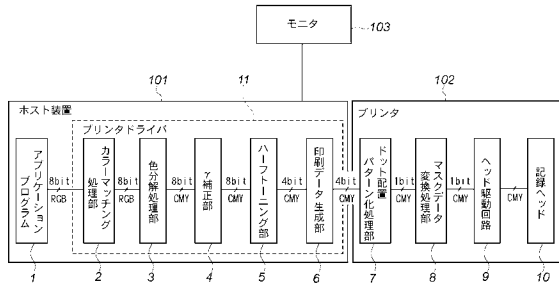 モニタ
103
101
11
102
ホスト装置
プリンタドライバ
プリンタ
アプリケーション
プログラム
8bit
RGB
カラーマッチング
処理部
8bit
RGB
色分解処理部
8bit
CMY
γ補正部
8bit
CMY
ハーフトーニング部
4bit
CMY
印刷データ生成部
4bit
CMY
ドット配置
パターン化処理部
1bit
CMY
マスクデータ
変換処理部
1bit
CMY
ヘッド駆動回路
CMY
記録ヘッド
1
2
3
4
5
6
7
8
9
10